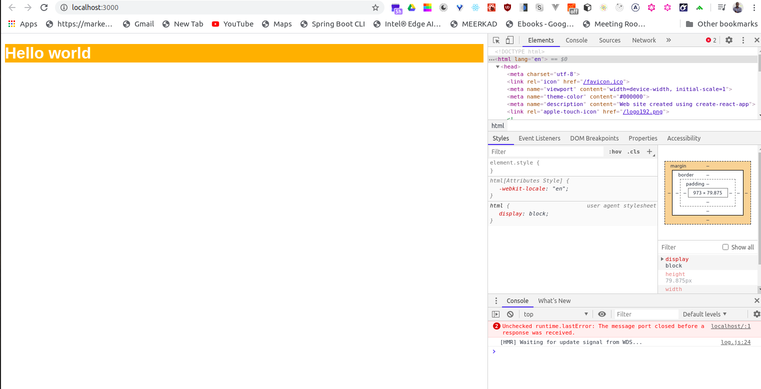 localhost:3000
Apps https://marke... Gmail New Tab YouTube Maps Spring Boot CLI Intel® Edge AI... MEERKAD Ebooks - Goog... Meeting Roo... Other bookmarks
Hello world
Elements Console Sources Network » 2
<!DOCTYPE html>
...<html lang="en"> == $0
<head>
<meta charset="utf-8">
<link rel="icon" href="/favicon.ico">
<meta name="viewport" content="width=device-width, initial-scale=1">
<meta name="theme-color" content="#000000">
<meta name="description" content="Web site created using create-react-app">
<link rel="apple-touch-icon" href="/logo192.png">
html
Styles Event Listeners DOM Breakpoints Properties Accessibility
Filter :hov .cls +
element.style {
}
html[Attributes Style] {
-webkit-locale: "en";
}
html { user agent stylesheet
display: block;
}
margin –
border –
padding –
– – – 973 × 79.875 – – –
–
–
–
Filter Show all
display
block
height
79.875px
width
Console What's New
top Filter Default levels
2 Unchecked runtime.lastError: The message port closed before a localhost/:1
response was received.
[HMR] Waiting for update signal from WDS... log.js:24